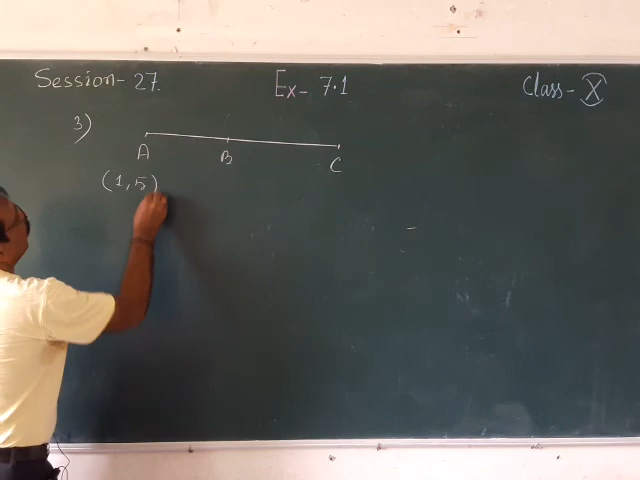 Session-27. Ex- 7.1 Class-X
3)
A B C
(1,5)